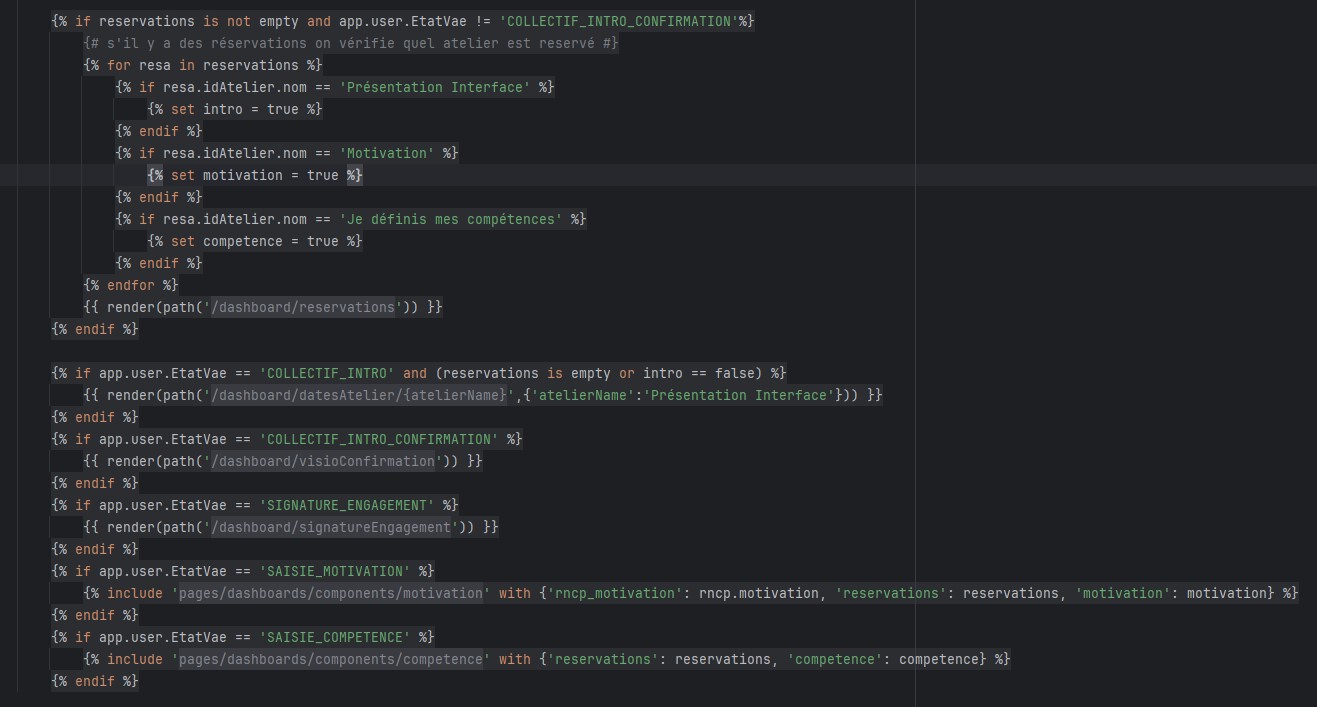 {% if reservations is not empty and app.user.EtatVae != 'COLLECTIF_INTRO_CONFIRMATION'%}
{# s'il y a des réservations on vérifie quel atelier est reservé #}
{% for resa in reservations %}
{% if resa.idAtelier.nom == 'Présentation Interface' %}
{% set intro = true %}
{% endif %}
{% if resa.idAtelier.nom == 'Motivation' %}
{% set motivation = true %}
{% endif %}
{% if resa.idAtelier.nom == 'Je définis mes compétences' %}
{% set competence = true %}
{% endif %}
{% endfor %}
{{ render(path('/dashboard/reservations')) }}
{% endif %}
{% if app.user.EtatVae == 'COLLECTIF_INTRO' and (reservations is empty or intro == false) %}
{{ render(path('/dashboard/datesAtelier/{atelierName}',{'atelierName':'Présentation Interface'})) }}
{% endif %}
{% if app.user.EtatVae == 'COLLECTIF_INTRO_CONFIRMATION' %}
{{ render(path('/dashboard/visioConfirmation')) }}
{% endif %}
{% if app.user.EtatVae == 'SIGNATURE_ENGAGEMENT' %}
{{ render(path('/dashboard/signatureEngagement')) }}
{% endif %}
{% if app.user.EtatVae == 'SAISIE_MOTIVATION' %}
{% include 'pages/dashboards/components/motivation' with {'rncp_motivation': rncp.motivation, 'reservations': reservations, 'motivation': motivation} %}
{% endif %}
{% if app.user.EtatVae == 'SAISIE_COMPETENCE' %}
{% include 'pages/dashboards/components/competence' with {'reservations': reservations, 'competence': competence} %}
{% endif %}